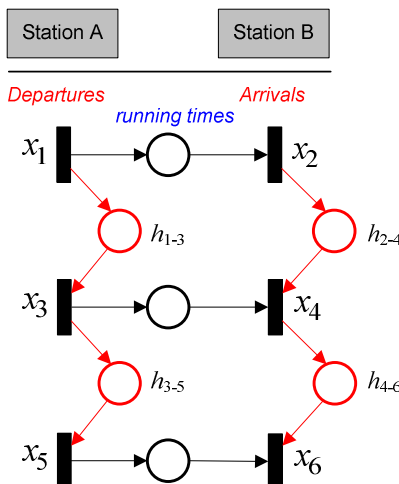 Station A
Station B
Departures
Arrivals
running times
x1
x2
h1-3
h2-4
x3
x4
h3-5
h4-6
x5
x6